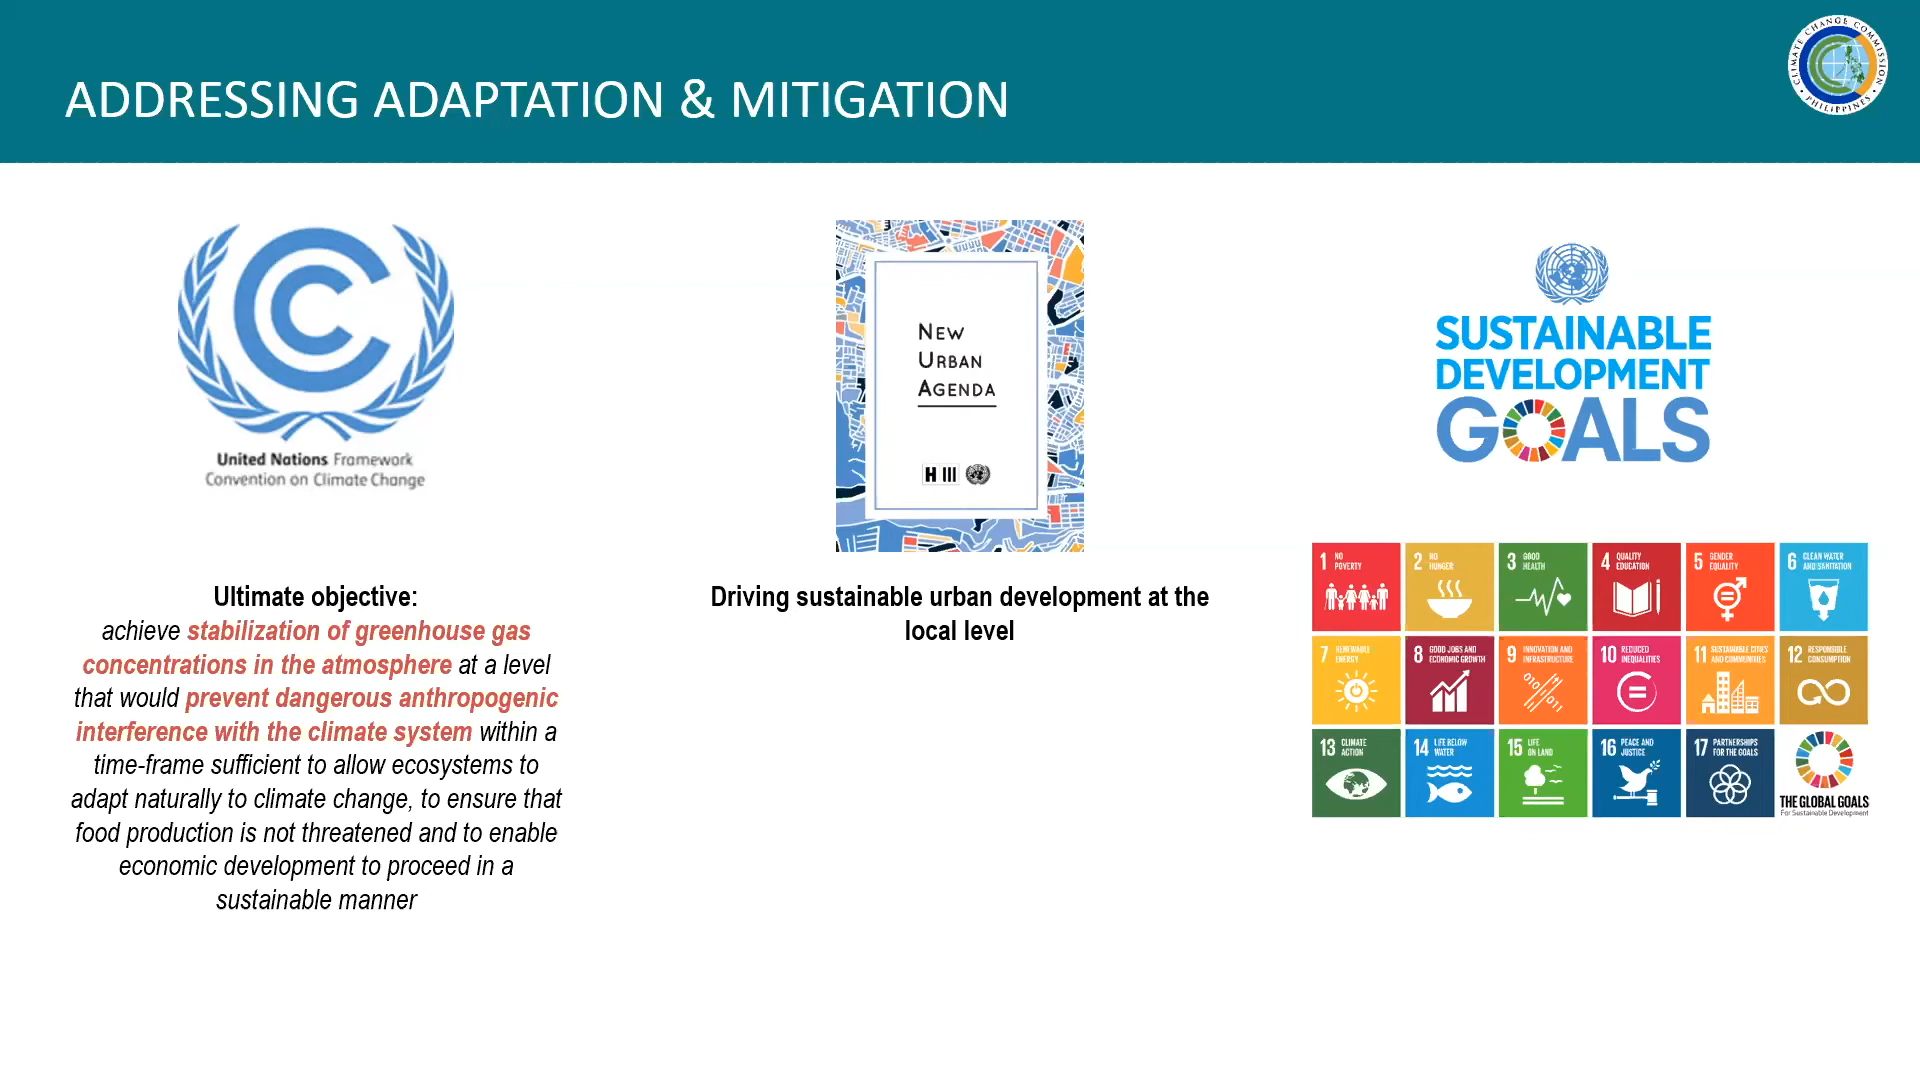 ADDRESSING ADAPTATION & MITIGATION
CLIMATE CHANGE COMMISSION
PHILIPPINES
United Nations Framework
Convention on Climate Change
Ultimate objective:
achieve stabilization of greenhouse gas
concentrations in the atmosphere at a level
that would prevent dangerous anthropogenic
interference with the climate system within a
time-frame sufficient to allow ecosystems to
adapt naturally to climate change, to ensure that
food production is not threatened and to enable
economic development to proceed in a
sustainable manner
NEW
URBAN
AGENDA
H III
Driving sustainable urban development at the
local level
SUSTAINABLE
DEVELOPMENT
GOALS
1 NO
POVERTY
2 NO
HUNGER
3 GOOD
HEALTH
4 QUALITY
EDUCATION
5 GENDER
EQUALITY
6 CLEAN WATER
AND SANITATION
7 RENEWABLE
ENERGY
8 GOOD JOBS AND
ECONOMIC GROWTH
9 INNOVATION AND
INFRASTRUCTURE
10 REDUCED
INEQUALITIES
11 SUSTAINABLE CITIES
AND COMMUNITIES
12 RESPONSIBLE
CONSUMPTION
13 CLIMATE
ACTION
14 LIFE BELOW
WATER
15 LIFE
ON LAND
16 PEACE AND
JUSTICE
17 PARTNERSHIPS
FOR THE GOALS
THE GLOBAL GOALS
For Sustainable Development